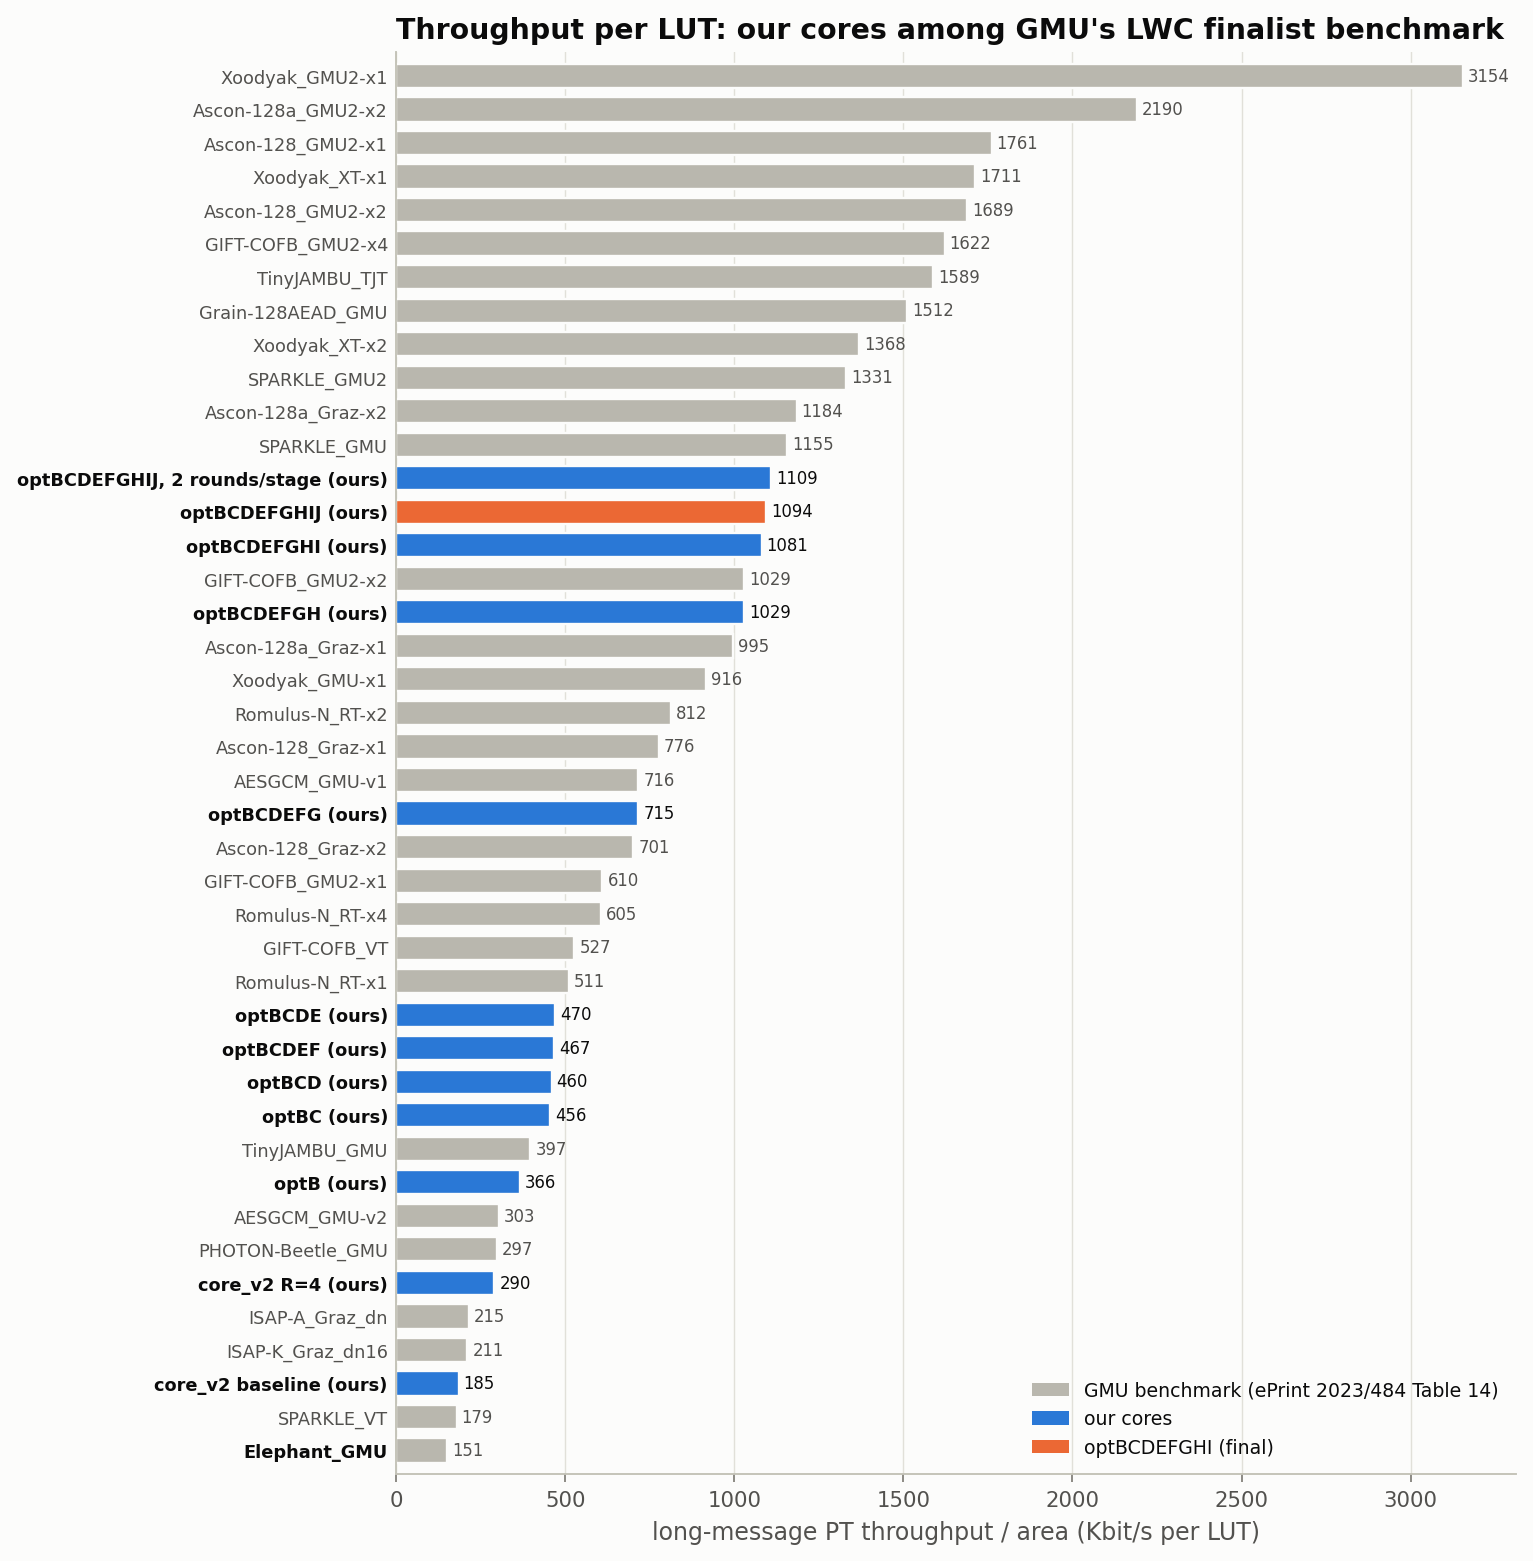 Throughput per LUT: our cores among GMU's LWC finalist benchmark
Xoodyak_GMU2-x1 3154
Ascon-128a_GMU2-x2 2190
Ascon-128_GMU2-x1 1761
Xoodyak_XT-x1 1711
Ascon-128_GMU2-x2 1689
GIFT-COFB_GMU2-x4 1622
TinyJAMBU_TJT 1589
Grain-128AEAD_GMU 1512
Xoodyak_XT-x2 1368
SPARKLE_GMU2 1331
Ascon-128a_Graz-x2 1184
SPARKLE_GMU 1155
optBCDEFGHIJ, 2 rounds/stage (ours) 1109
optBCDEFGHIJ (ours) 1094
optBCDEFGHI (ours) 1081
GIFT-COFB_GMU2-x2 1029
optBCDEFGH (ours) 1029
Ascon-128a_Graz-x1 995
Xoodyak_GMU-x1 916
Romulus-N_RT-x2 812
Ascon-128_Graz-x1 776
AESGCM_GMU-v1 716
optBCDEFG (ours) 715
Ascon-128_Graz-x2 701
GIFT-COFB_GMU2-x1 610
Romulus-N_RT-x4 605
GIFT-COFB_VT 527
Romulus-N_RT-x1 511
optBCDE (ours) 470
optBCDEF (ours) 467
optBCD (ours) 460
optBC (ours) 456
TinyJAMBU_GMU 397
optB (ours) 366
AESGCM_GMU-v2 303
PHOTON-Beetle_GMU 297
core_v2 R=4 (ours) 290
ISAP-A_Graz_dn 215
ISAP-K_Graz_dn16 211
core_v2 baseline (ours) 185
SPARKLE_VT 179
Elephant_GMU 151
GMU benchmark (ePrint 2023/484 Table 14)
our cores
optBCDEFGHI (final)
0 500 1000 1500 2000 2500 3000
long-message PT throughput / area (Kbit/s per LUT)